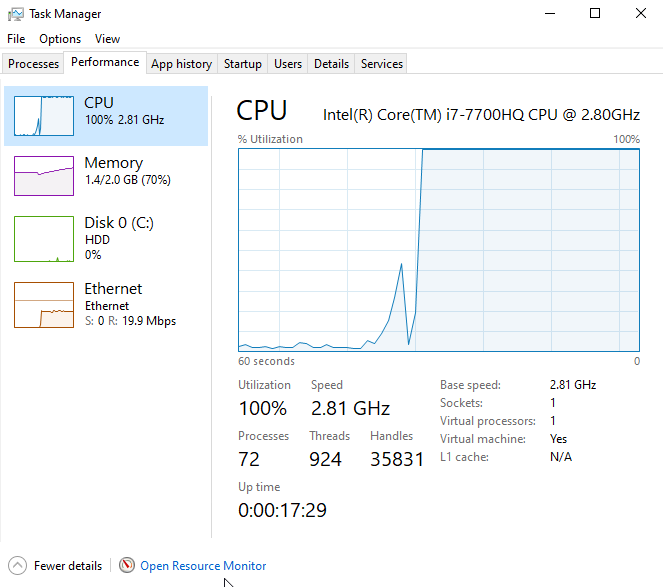 Task Manager
File Options View
Processes Performance App history Startup Users Details Services
CPU
100% 2.81 GHz
Memory
1.4/2.0 GB (70%)
Disk 0 (C:)
HDD
0%
Ethernet
Ethernet
S: 0 R: 19.9 Mbps
CPU Intel(R) Core(TM) i7-7700HQ CPU @ 2.80GHz
% Utilization 100%
60 seconds 0
Utilization Speed
100% 2.81 GHz
Processes Threads Handles
72 924 35831
Up time
0:00:17:29
Base speed: 2.81 GHz
Sockets: 1
Virtual processors: 1
Virtual machine: Yes
L1 cache: N/A
Fewer details Open Resource Monitor